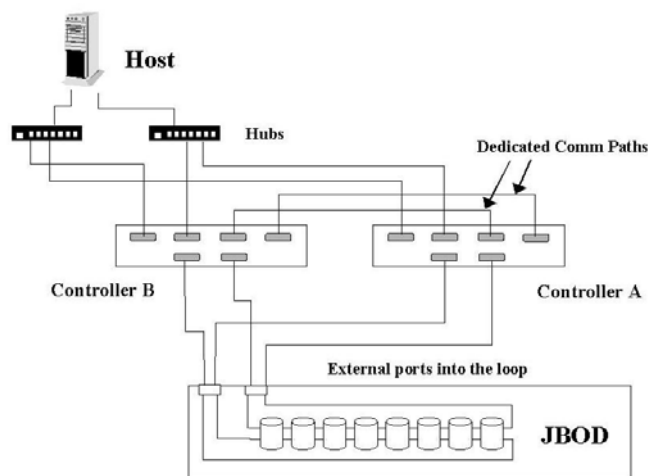 Host
Hubs
Dedicated Comm Paths
Controller B
Controller A
External ports into the loop
JBOD